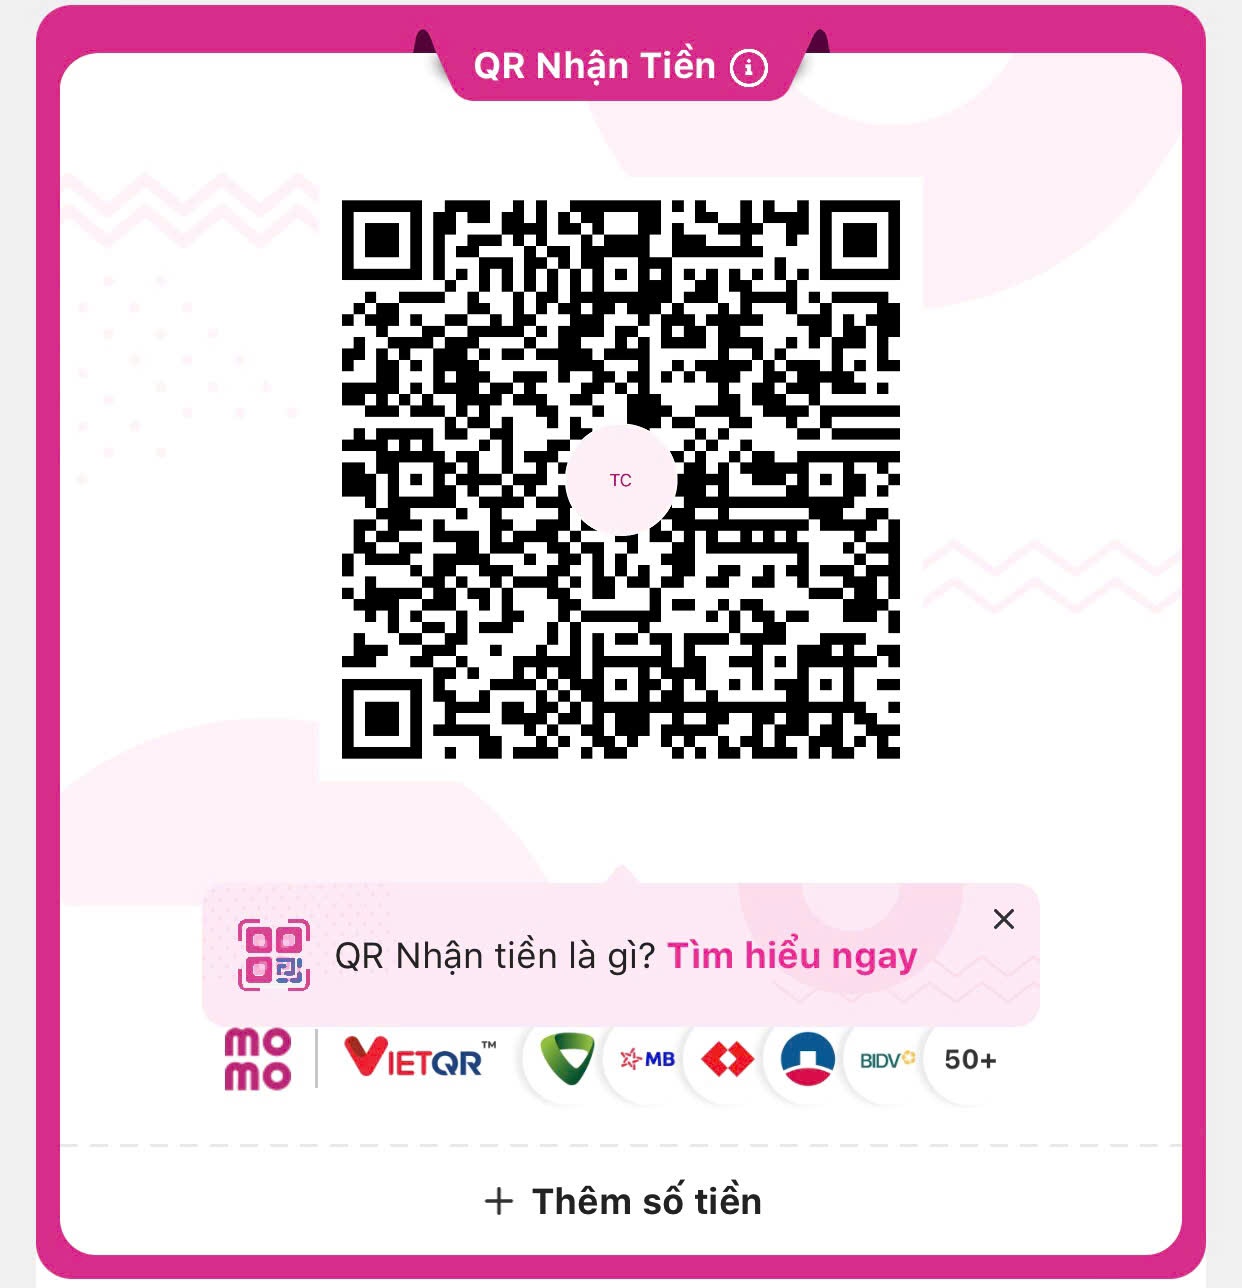 QR Nhận Tiền
TC
QR Nhận tiền là gì? Tìm hiểu ngay
mo
mo
VIETQR™
MB
BIDV
50+
+ Thêm số tiền